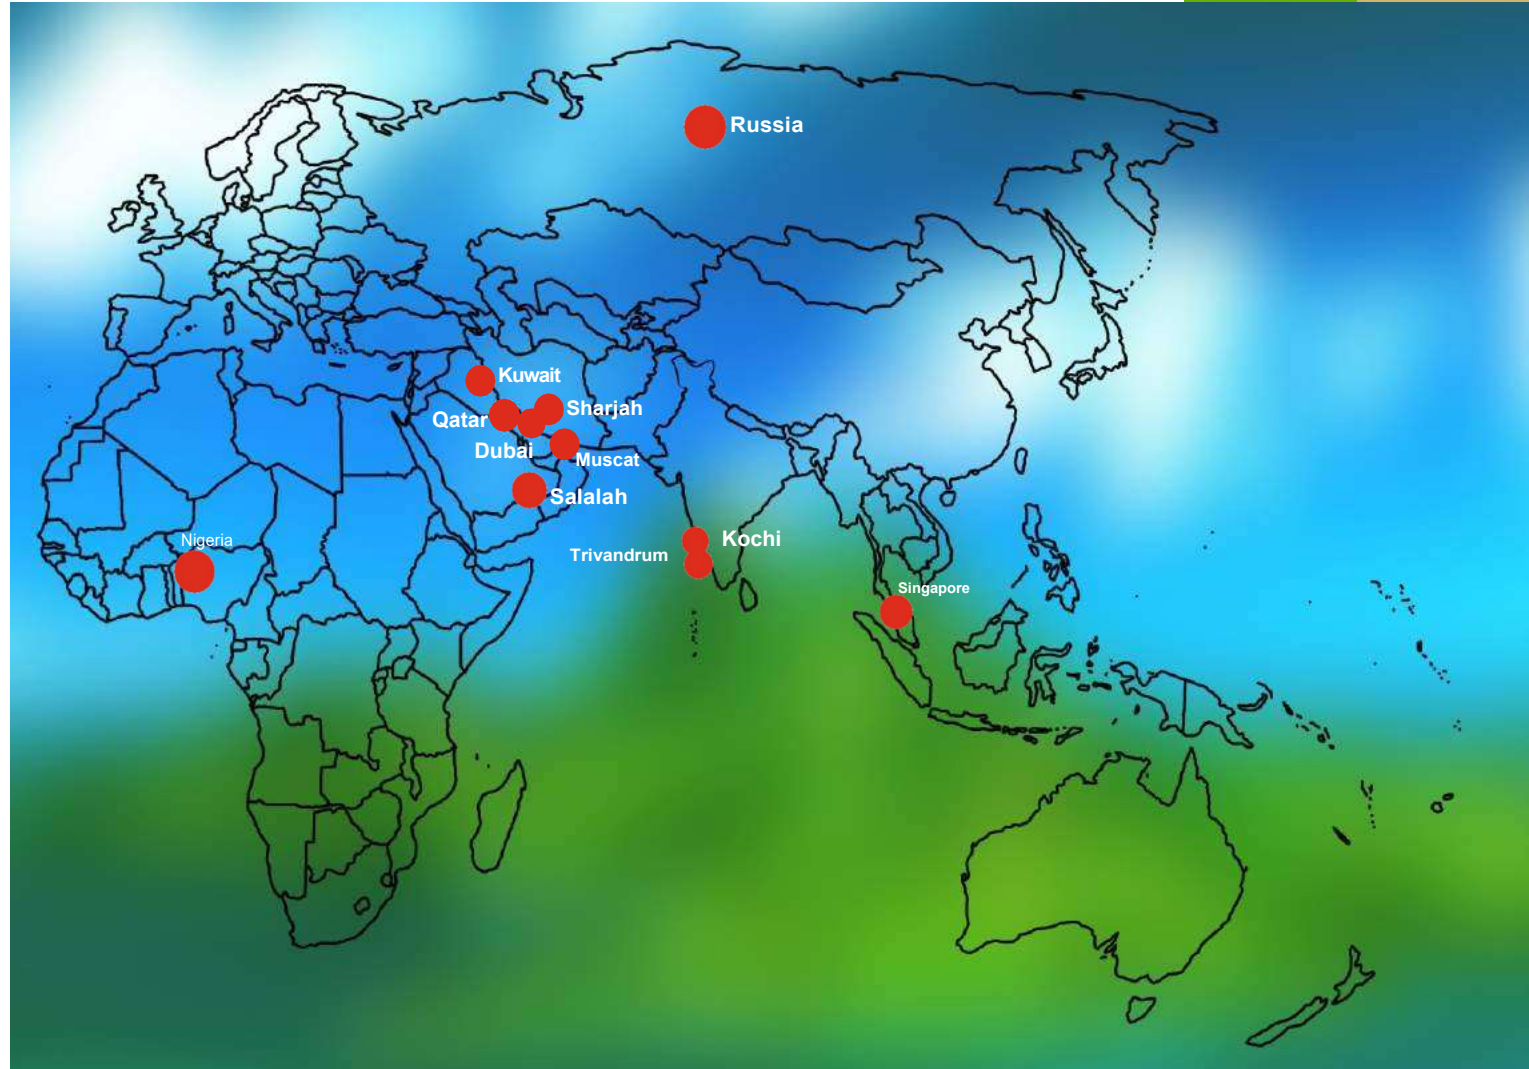 Russia
Kuwait
Sharjah
Qatar
Dubai
Muscat
Salalah
Nigeria
Kochi
Trivandrum
Singapore